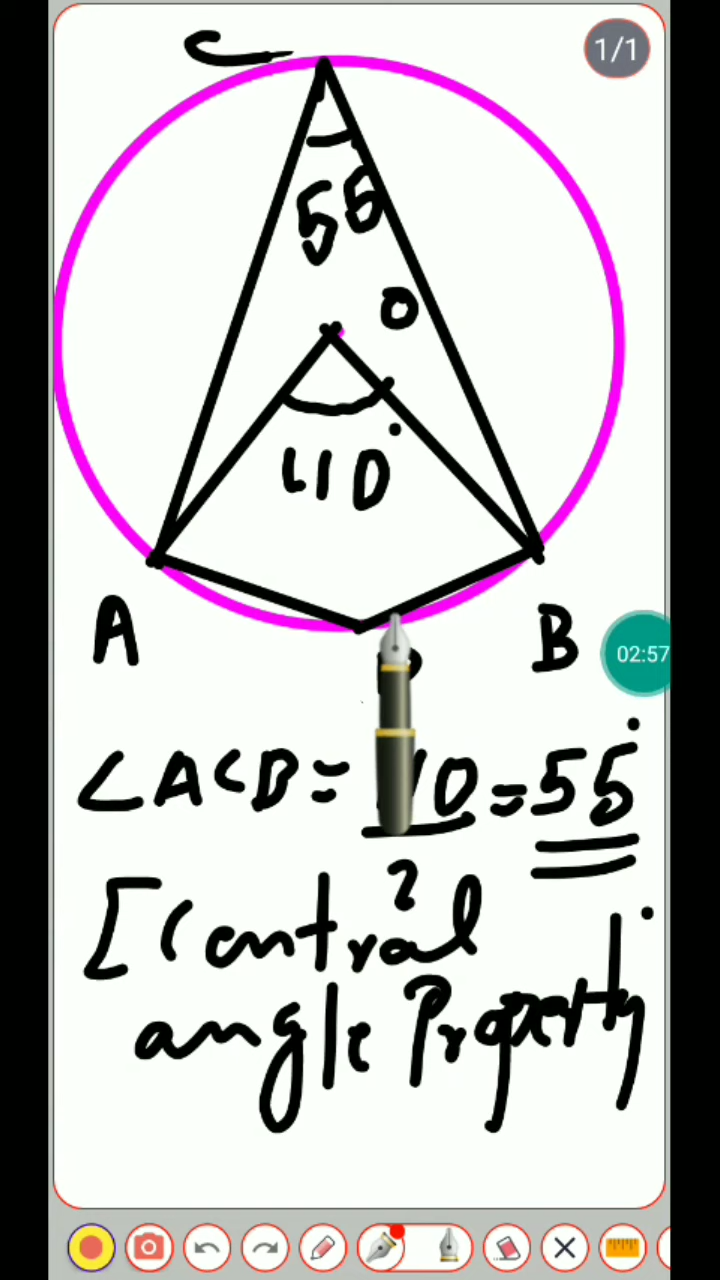 C
1/1
55
O
110°
A
B
02:57
∠ACB = 110 = 55°
2
[Central
angle Property